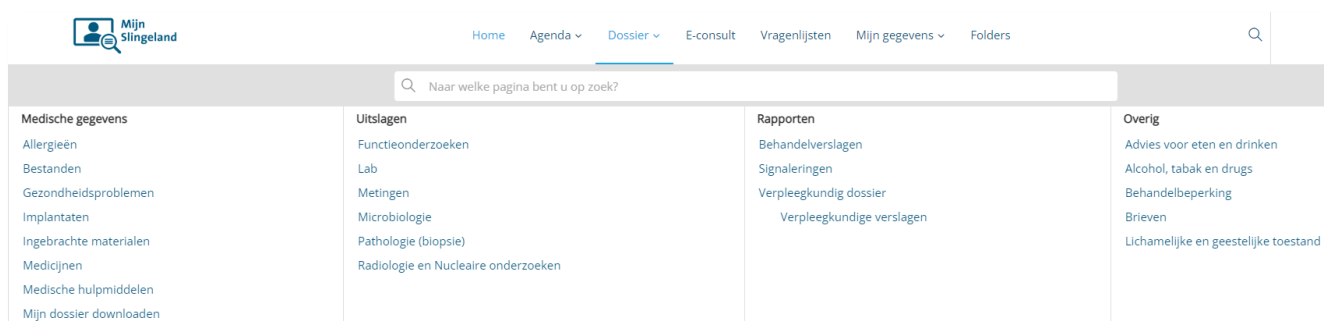 Mijn
Slingeland
Home Agenda Dossier E-consult Vragenlijsten Mijn gegevens Folders
Naar welke pagina bent u op zoek?
Medische gegevens
Allergieën
Bestanden
Gezondheidsproblemen
Implantaten
Ingebrachte materialen
Medicijnen
Medische hulpmiddelen
Mijn dossier downloaden
Uitslagen
Functieonderzoeken
Lab
Metingen
Microbiologie
Pathologie (biopsie)
Radiologie en Nucleaire onderzoeken
Rapporten
Behandelverslagen
Signaleringen
Verpleegkundig dossier
Verpleegkundige verslagen
Overig
Advies voor eten en drinken
Alcohol, tabak en drugs
Behandelbeperking
Brieven
Lichamelijke en geestelijke toestand